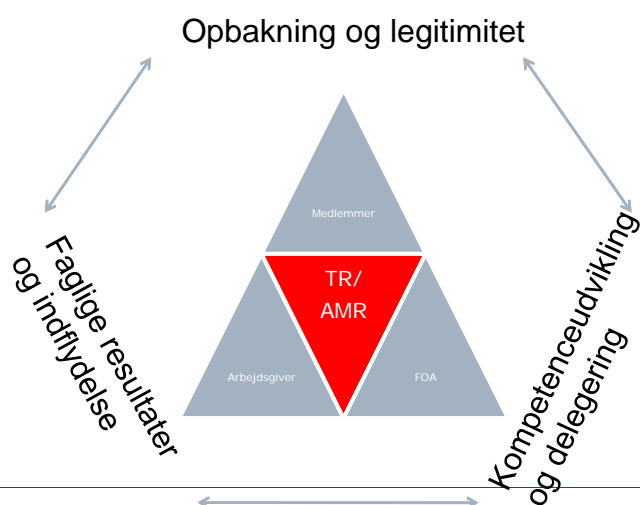 Opbakning og legitimitet
Medlemmer
TR/
AMR
Arbejdsgiver
FOA
Faglige resultater
og indflydelse
Kompetenceudvikling
og delegering